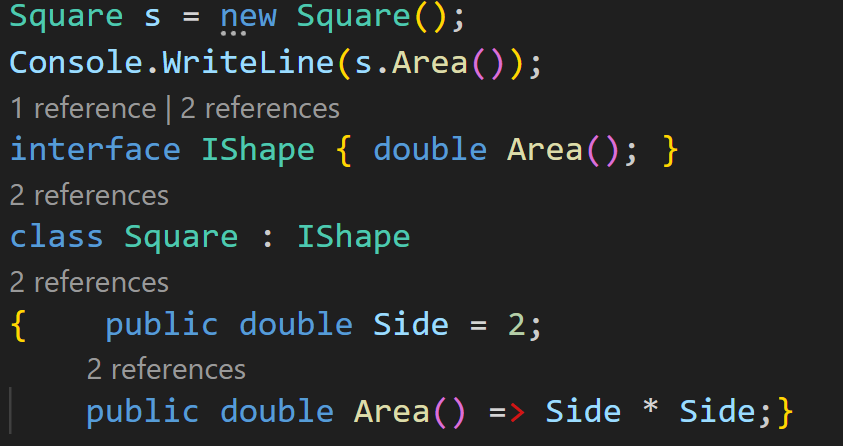 Square s = new Square();
Console.WriteLine(s.Area());
1 reference | 2 references
interface IShape { double Area(); }
2 references
class Square : IShape
2 references
{    public double Side = 2;
2 references
    public double Area() => Side * Side;}